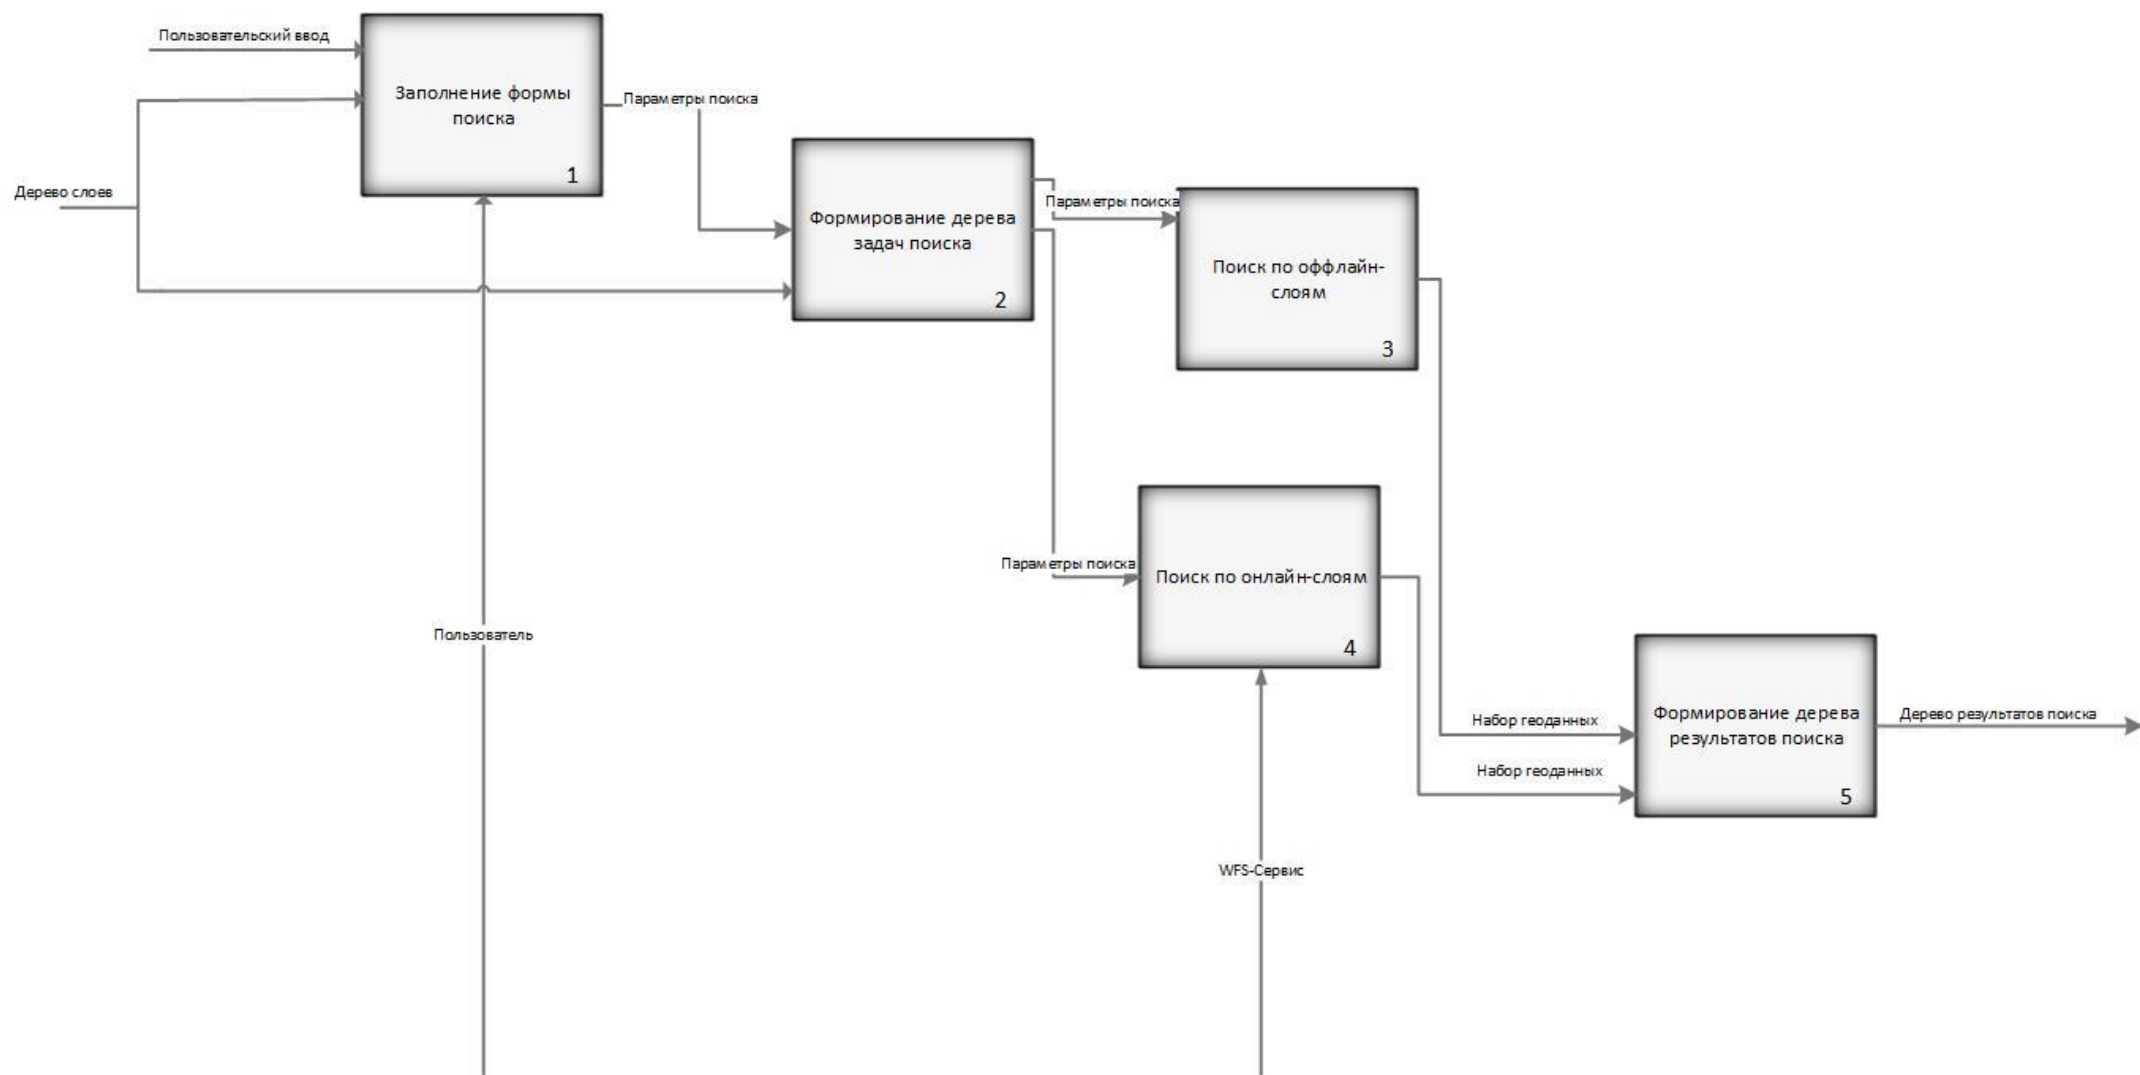 Пользовательский ввод
Заполнение формы
поиска
1
Параметры поиска
Дерево слоев
Формирование дерева
задач поиска
2
Параметры поиска
Поиск по оффлайн-
слоям
3
Параметры поиска
Поиск по онлайн-слоям
4
Пользователь
Набор геоданных
Набор геоданных
Формирование дерева
результатов поиска
5
Дерево результатов поиска
WFS-Сервис